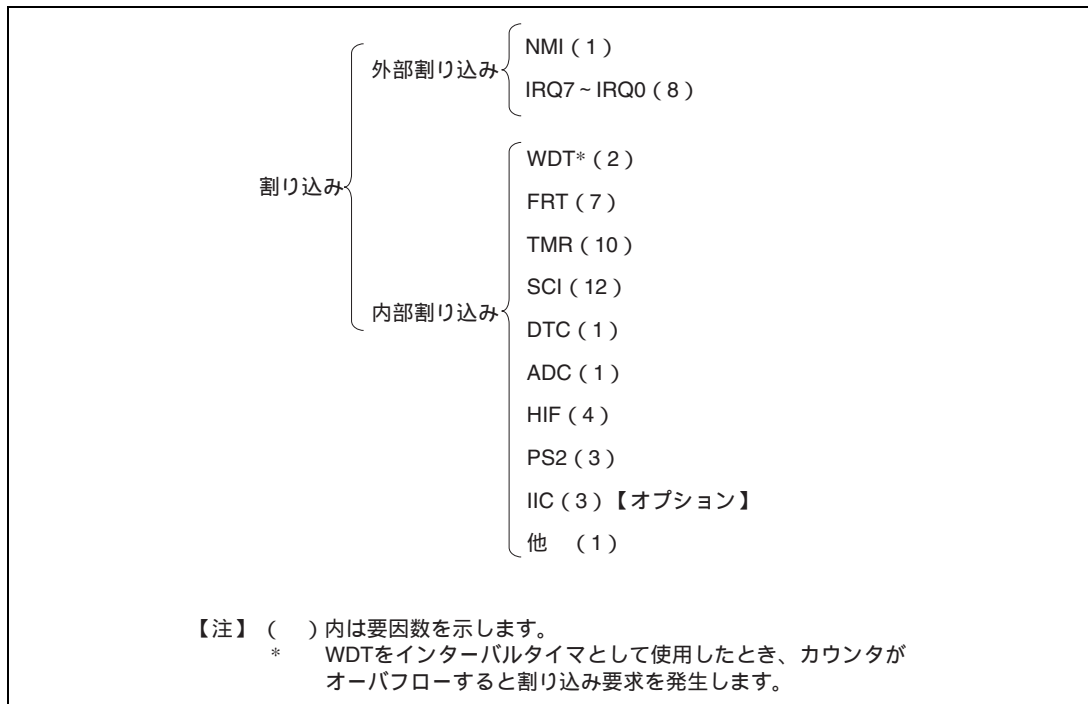 割り込み
外部割り込み
NMI ( 1 )
IRQ7 ~ IRQ0 ( 8 )
内部割り込み
WDT* ( 2 )
FRT ( 7 )
TMR ( 10 )
SCI ( 12 )
DTC ( 1 )
ADC ( 1 )
HIF ( 4 )
PS2 ( 3 )
IIC ( 3 ) 【オプション】
他 ( 1 )
【注】 (　) 内は要因数を示します。
* WDTをインターバルタイマとして使用したとき、カウンタが
オーバフローすると割り込み要求を発生します。